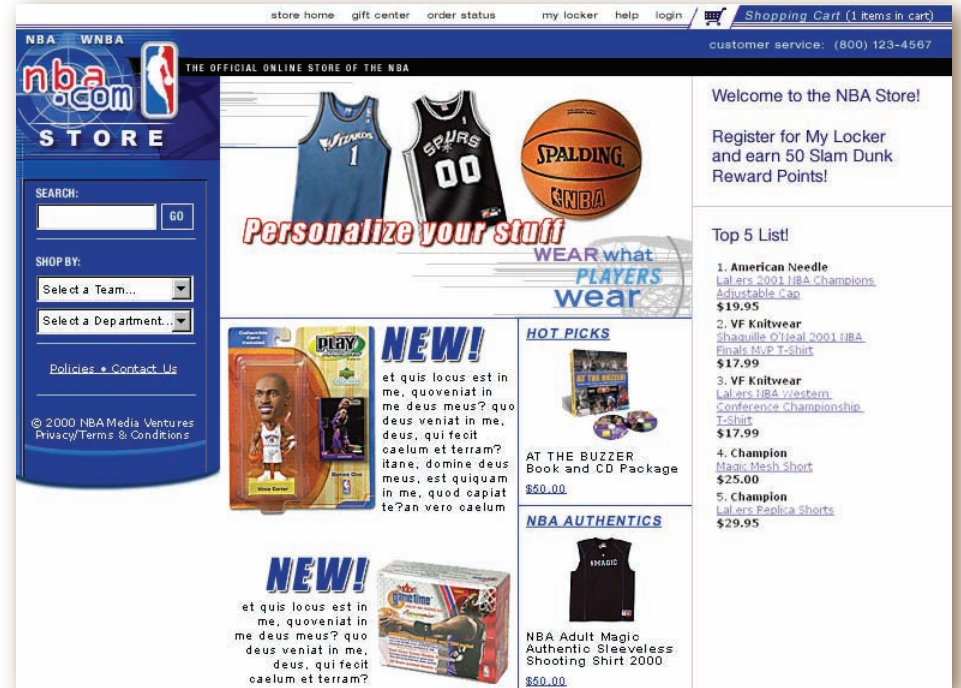 store home gift center order status my locker help login Shopping Cart (1 items in cart)
customer service: (800) 123-4567
NBA WNBA
nba.com
STORE
THE OFFICIAL ONLINE STORE OF THE NBA
SEARCH:
GO
SHOP BY:
Select a Team...
Select a Department...
Policies • Contact Us
© 2000 NBA Media Ventures
Privacy/Terms & Conditions
WIZARDS
1
SPURS
00
SPALDING
NBA
Personalize your stuff
WEAR what
PLAYERS
wear
PLAY
Vince Carter
NEW!
et quis locus est in
me, quoveniat in
me deus meus? quo
deus veniat in me,
deus, qui fecit
caelum et terram?
itane, domine deus
meus, est quiquam
in me, quod capiat
te?an vero caelum
NEW!
et quis locus est in
me, quoveniat in
me deus meus? quo
deus veniat in me,
deus, qui fecit
caelum et terram?
game time
HOT PICKS
AT THE BUZZER!
AT THE BUZZER
Book and CD Package
$50.00
NBA AUTHENTICS
MAGIC
NBA Adult Magic
Authentic Sleeveless
Shooting Shirt 2000
$50.00
Welcome to the NBA Store!
Register for My Locker
and earn 50 Slam Dunk
Reward Points!
Top 5 List!
1. American Needle
Lakers 2001 NBA Champions
Adjustable Cap
$19.95
2. VF Knitwear
Shaquille O'Neal 2001 NBA
Finals MVP T-Shirt
$17.99
3. VF Knitwear
Lakers NBA Western
Conference Championship
T-Shirt
$17.99
4. Champion
Magic Mesh Short
$25.00
5. Champion
Lakers Replica Shorts
$29.95